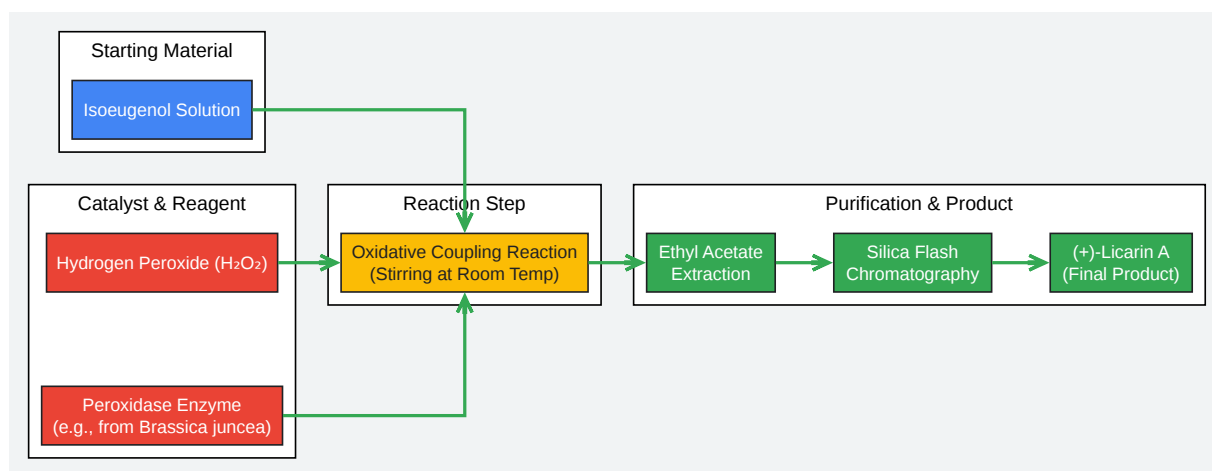 Starting Material
Isoeugenol Solution
Catalyst & Reagent
Hydrogen Peroxide (H₂O₂)
Peroxidase Enzyme
(e.g., from Brassica juncea)
Reaction Step
Oxidative Coupling Reaction
(Stirring at Room Temp)
Purification & Product
Ethyl Acetate
Extraction
Silica Flash
Chromatography
(+)-Licarin A
(Final Product)